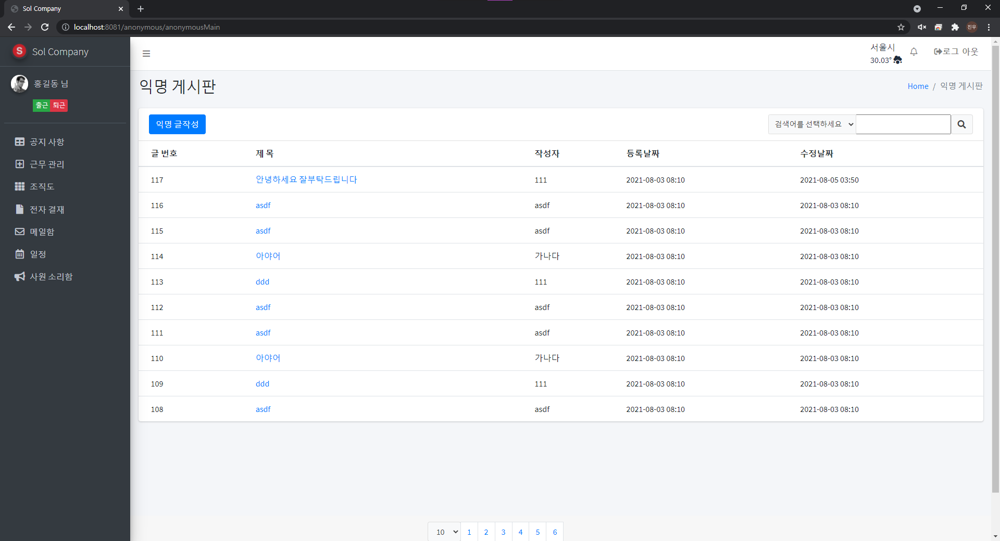 Sol Company
localhost:8081/anonymous/anonymousMain
진우
S Sol Company
서울시
30.03°
로그 아웃
홍길동 님
출근 퇴근
공지 사항
근무 관리
조직도
전자 결재
메일함
일정
사원 소리함
익명 게시판
Home / 익명 게시판
익명 글작성
검색어를 선택하세요
글 번호 제 목 작성자 등록날짜 수정날짜
117 안녕하세요 잘부탁드립니다 111 2021-08-03 08:10 2021-08-05 03:50
116 asdf asdf 2021-08-03 08:10 2021-08-03 08:10
115 asdf asdf 2021-08-03 08:10 2021-08-03 08:10
114 아야어 가나다 2021-08-03 08:10 2021-08-03 08:10
113 ddd 111 2021-08-03 08:10 2021-08-03 08:10
112 asdf asdf 2021-08-03 08:10 2021-08-03 08:10
111 asdf asdf 2021-08-03 08:10 2021-08-03 08:10
110 아야어 가나다 2021-08-03 08:10 2021-08-03 08:10
109 ddd 111 2021-08-03 08:10 2021-08-03 08:10
108 asdf asdf 2021-08-03 08:10 2021-08-03 08:10
10 1 2 3 4 5 6